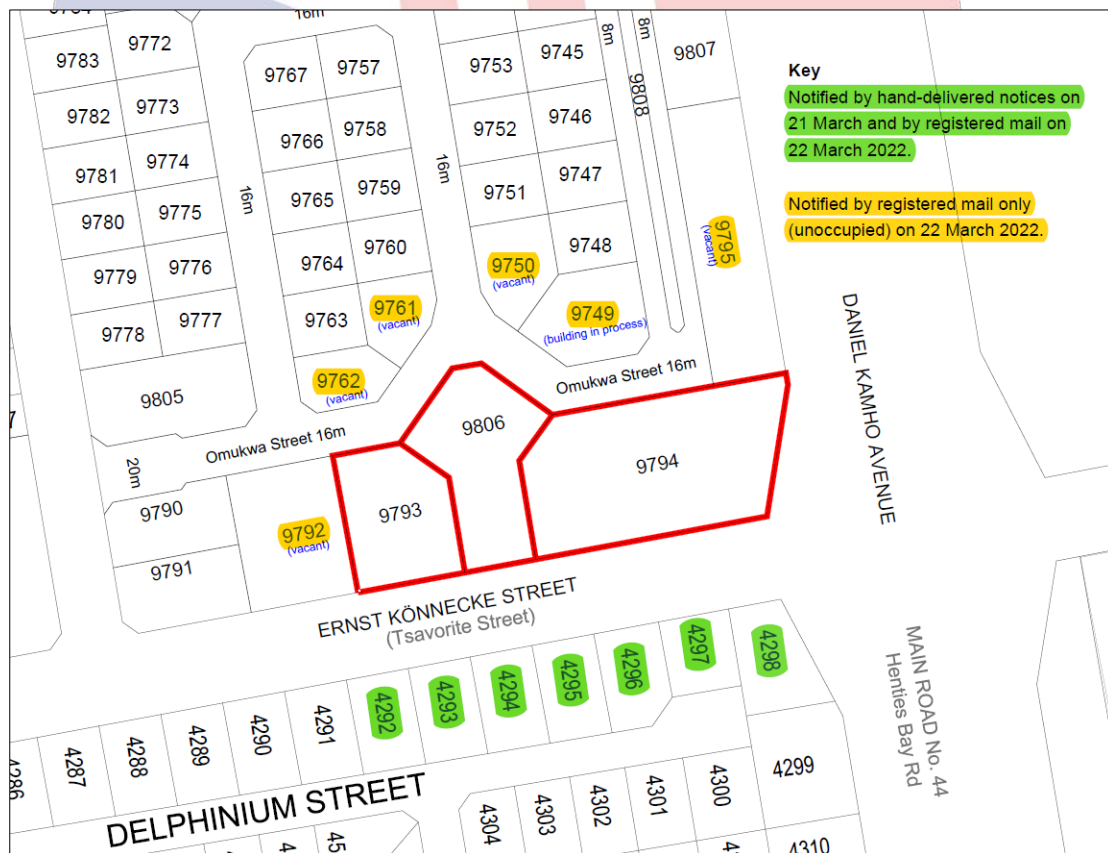 16m
8m
8m
9772
9783
9767
9757
9753
9745
9807
9808
Key
Notified by hand-delivered notices on
21 March and by registered mail on
22 March 2022.
Notified by registered mail only
(unoccupied) on 22 March 2022.
9782
9773
9766
9758
9752
9746
9781
9774
16m
16m
9765
9759
9751
9747
9780
9775
9764
9760
9750
(vacant)
9748
9795
(vacant)
9779
9776
9763
9761
(vacant)
9749
(building in process)
9778
9777
9762
(vacant)
9805
Omukwa Street 16m
DANIEL KAMHO AVENUE
9806
Omukwa Street 16m
20m
9794
9793
9790
9792
(vacant)
9791
ERNST KÖNNECKE STREET
(Tsavorite Street)
4298
4297
4296
4295
4294
4293
4292
4291
4290
4289
4288
4287
4286
MAIN ROAD No. 44
Henties Bay Rd
DELPHINIUM STREET
4299
4300
4301
4302
4303
4304
4310